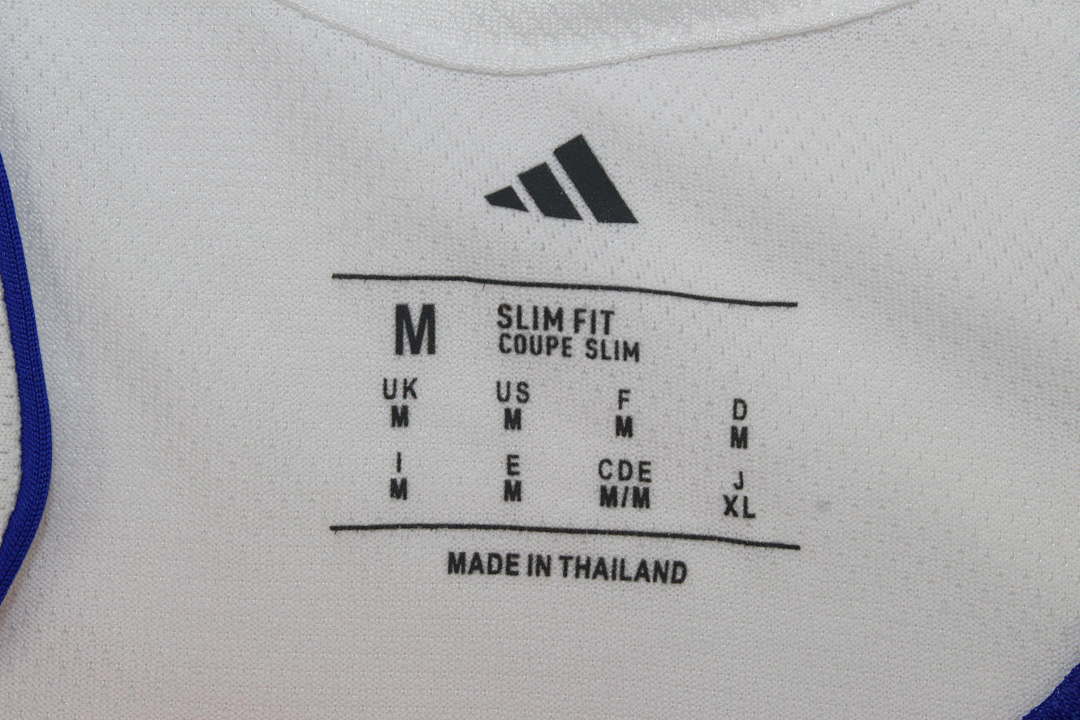 M SLIM FIT
COUPE SLIM
UK US F D
M M M M
I E CDE J
M M M/M XL
MADE IN THAILAND